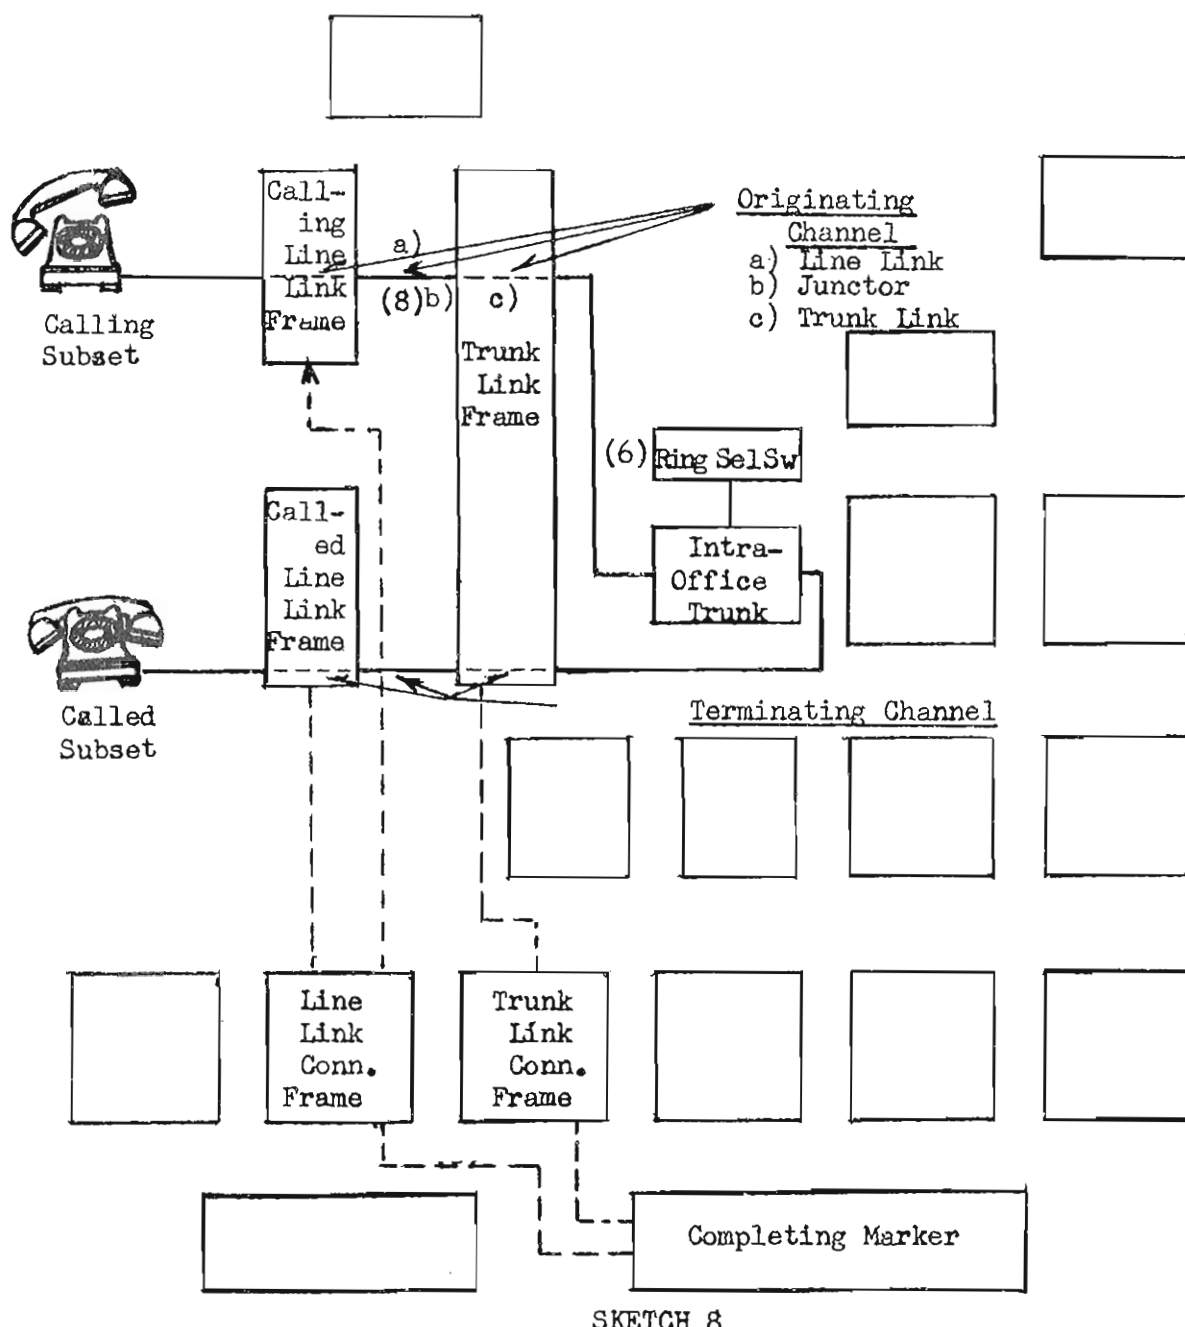 Call-
ing
Line
Link
Frame
Originating
Channel
a) Line Link
b) Junctor
c) Trunk Link
a)
(8)b)
c)
Calling
Subset
Trunk
Link
Frame
(6)
Ring Sel Sw
Call-
ed
Line
Link
Frame
Intra-
Office
Trunk
Called
Subset
Terminating Channel
Line
Link
Conn.
Frame
Trunk
Link
Conn.
Frame
Completing Marker
SKETCH 8